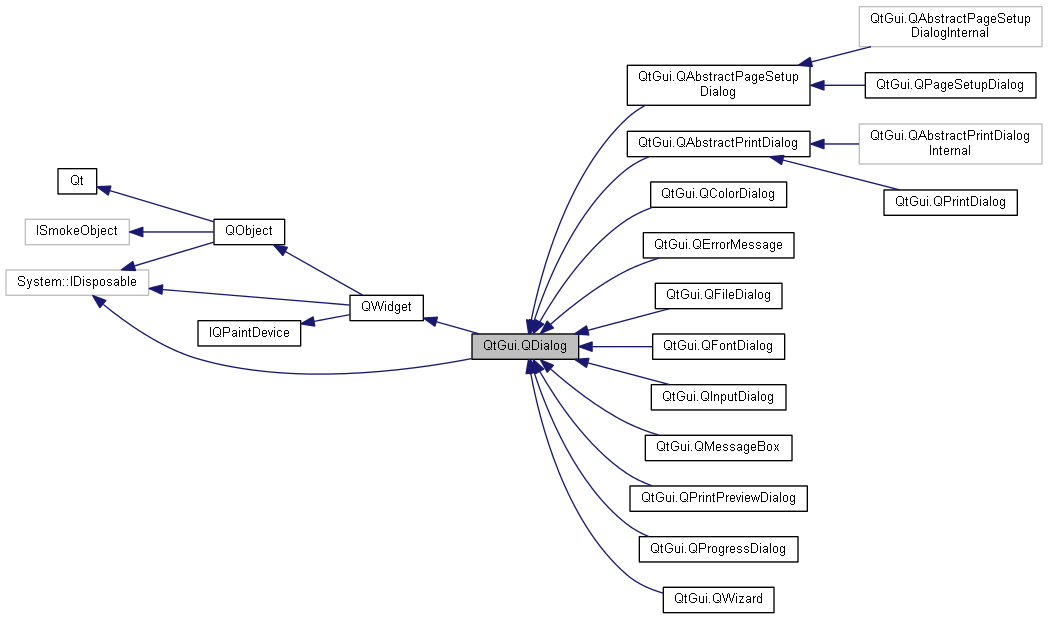 Qt
ISmokeObject
System::IDisposable
QObject
IQPaintDevice
QWidget
QtGui.QDialog
QtGui.QAbstractPageSetup
Dialog
QtGui.QAbstractPrintDialog
QtGui.QColorDialog
QtGui.QErrorMessage
QtGui.QFileDialog
QtGui.QFontDialog
QtGui.QInputDialog
QtGui.QMessageBox
QtGui.QPrintPreviewDialog
QtGui.QProgressDialog
QtGui.QWizard
QtGui.QAbstractPageSetup
DialogInternal
QtGui.QPageSetupDialog
QtGui.QAbstractPrintDialog
Internal
QtGui.QPrintDialog